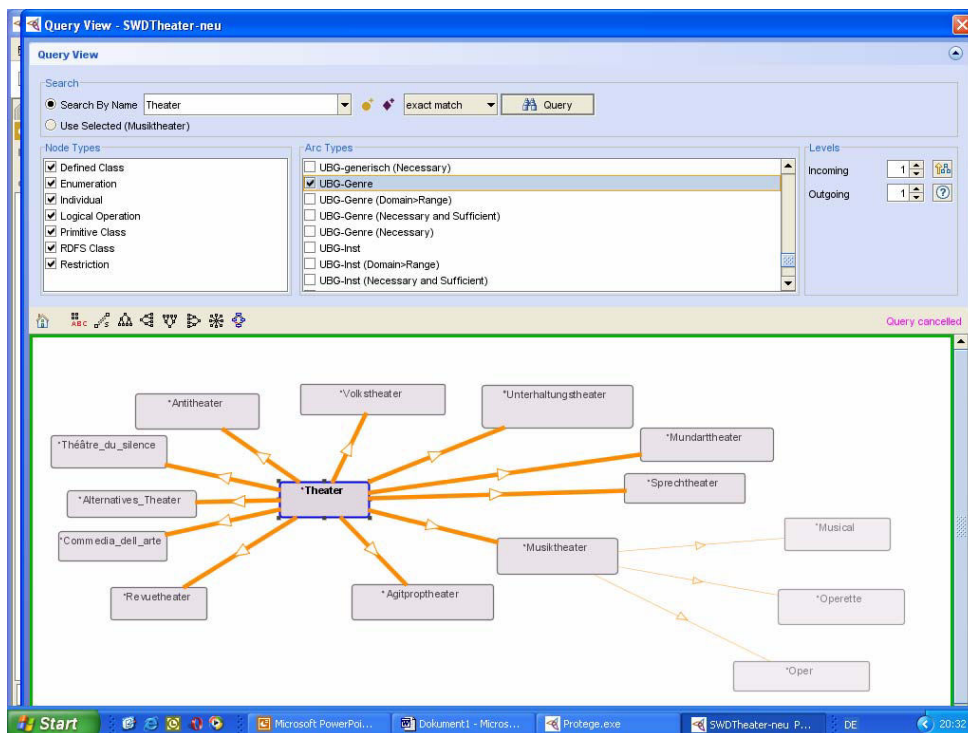 Query View - SWDTheater-neu
Query View
Search
Search By Name Theater exact match Query
Use Selected (Musiktheater)
Node Types
Defined Class
Enumeration
Individual
Logical Operation
Primitive Class
RDFS Class
Restriction
Arc Types
UBG-generisch (Necessary)
UBG-Genre
UBG-Genre (Domain>Range)
UBG-Genre (Necessary and Sufficient)
UBG-Genre (Necessary)
UBG-Inst
UBG-Inst (Domain>Range)
UBG-Inst (Necessary and Sufficient)
Levels
Incoming 1
Outgoing 1
ABC S
Query cancelled
*Volkstheater
*Unterhaltungstheater
*Antitheater
*Mundarttheater
*Théâtre_du_silence
*Sprechtheater
*Theater
*Alternatives_Theater
*Musical
*Commedia_dell_arte
*Musiktheater
*Revuetheater
*Agitproptheater
*Operette
*Oper
Start
Microsoft PowerPoi...
Dokument1 - Micros...
Protege.exe
SWDTheater-neu P...
DE
20:32